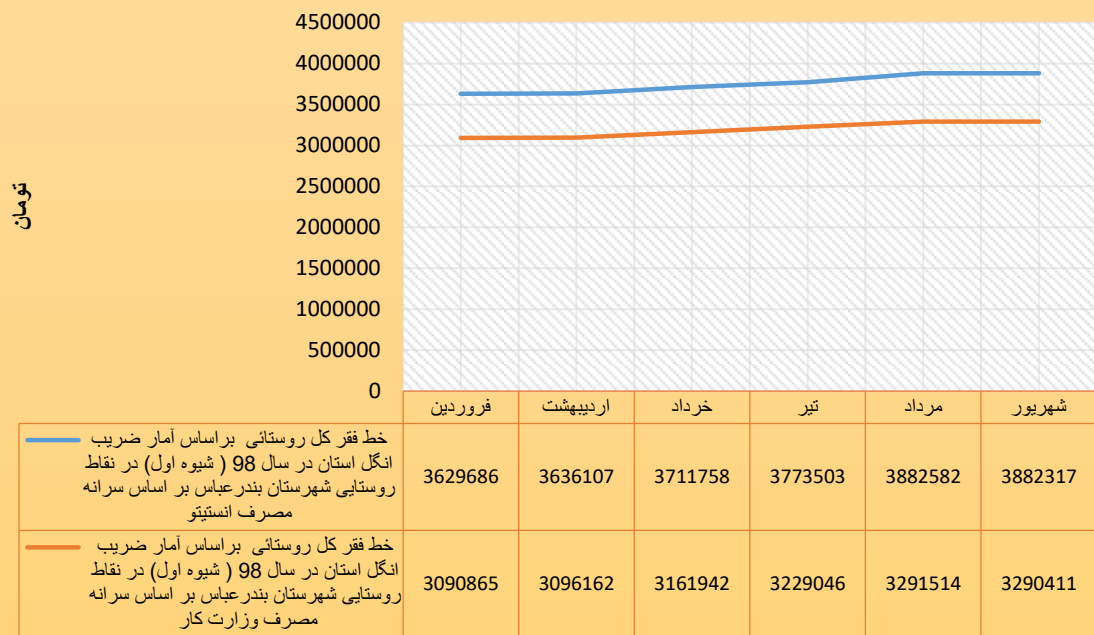 4500000
4000000
3500000
3000000
2500000
2000000
1500000
1000000
500000
0
تومان
فروردین اردیبهشت خرداد تیر مرداد شهریور
خط فقر کل روستائی براساس آمار ضریب
انگل استان در سال 98 ( شیوه اول) در نقاط
روستایی شهرستان بندرعباس بر اساس سرانه
مصرف انستیتو
3629686 3636107 3711758 3773503 3882582 3882317
خط فقر کل روستائی براساس آمار ضریب
انگل استان در سال 98 ( شیوه اول) در نقاط
روستایی شهرستان بندرعباس بر اساس سرانه
مصرف وزارت کار
3090865 3096162 3161942 3229046 3291514 3290411